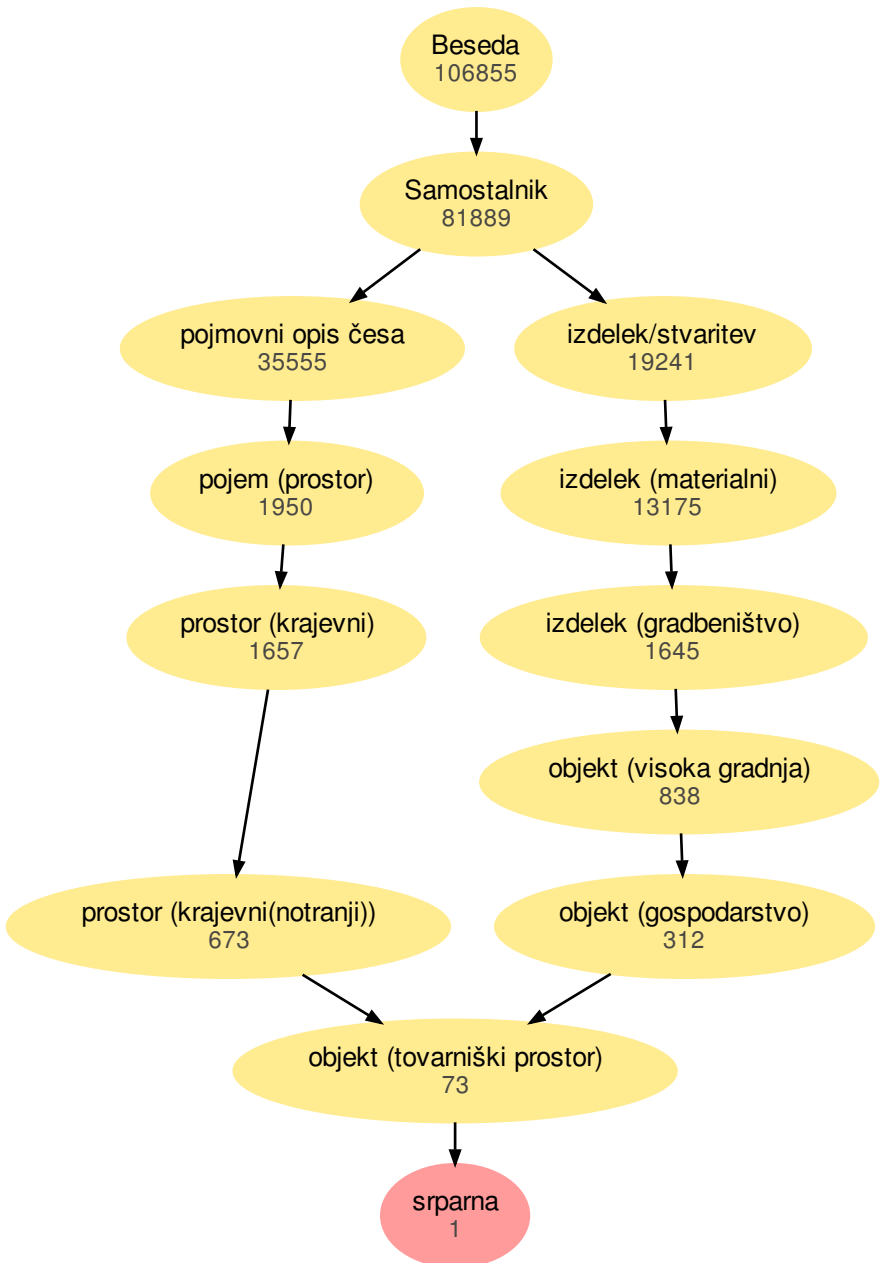 Beseda
106855
Samostalnik
81889
pojmovni opis česa
35555
izdelek/stvaritev
19241
pojem (prostor)
1950
izdelek (materialni)
13175
prostor (krajevni)
1657
izdelek (gradbeništvo)
1645
objekt (visoka gradnja)
838
prostor (krajevni(notranji))
673
objekt (gospodarstvo)
312
objekt (tovarniški prostor)
73
srparna
1